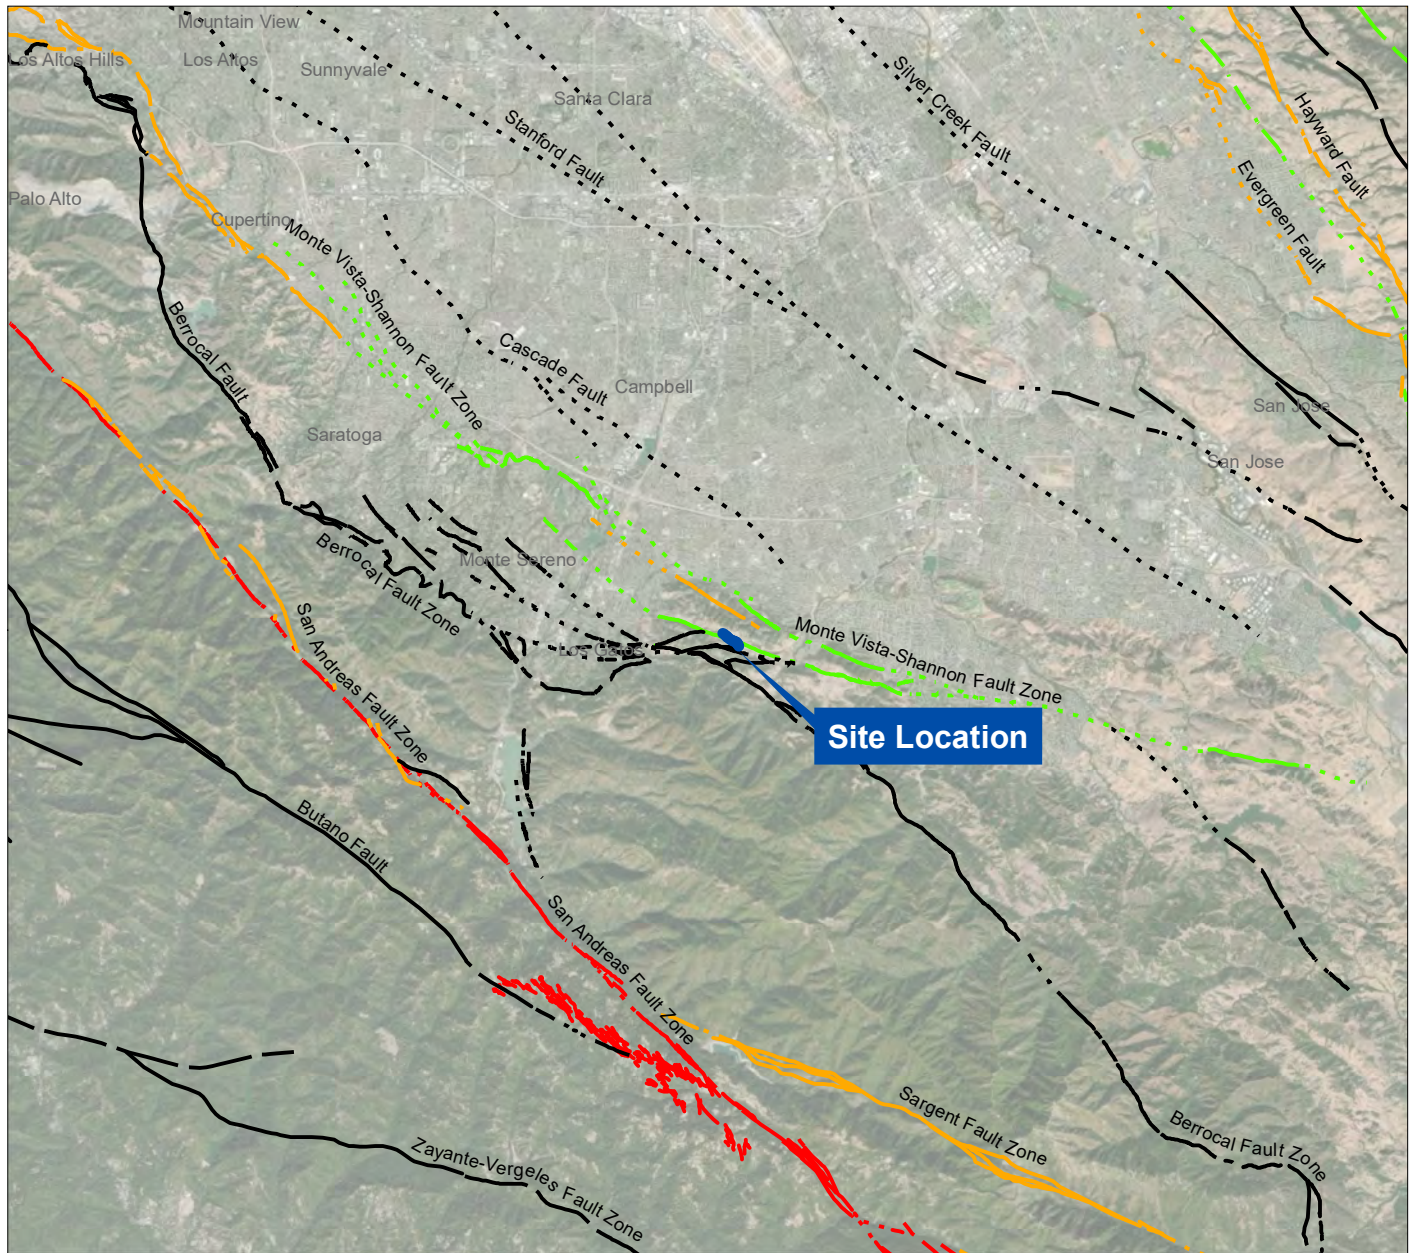 Mountain View
Los Altos Hills
Los Altos
Sunnyvale
Santa Clara
Silver Creek Fault
Hayward Fault
Stanford Fault
Evergreen Fault
Palo Alto
Cupertino
Monte Vista-Shannon Fault Zone
Berrocal Fault
Cascade Fault
Campbell
San Jose
Saratoga
San Jose
Berrocal Fault Zone
Monte Sereno
San Andreas Fault Zone
Los Gatos
Monte Vista-Shannon Fault Zone
Site Location
Butano Fault
San Andreas Fault Zone
Sargent Fault Zone
Berrocal Fault Zone
Zayante-Vergeles Fault Zone